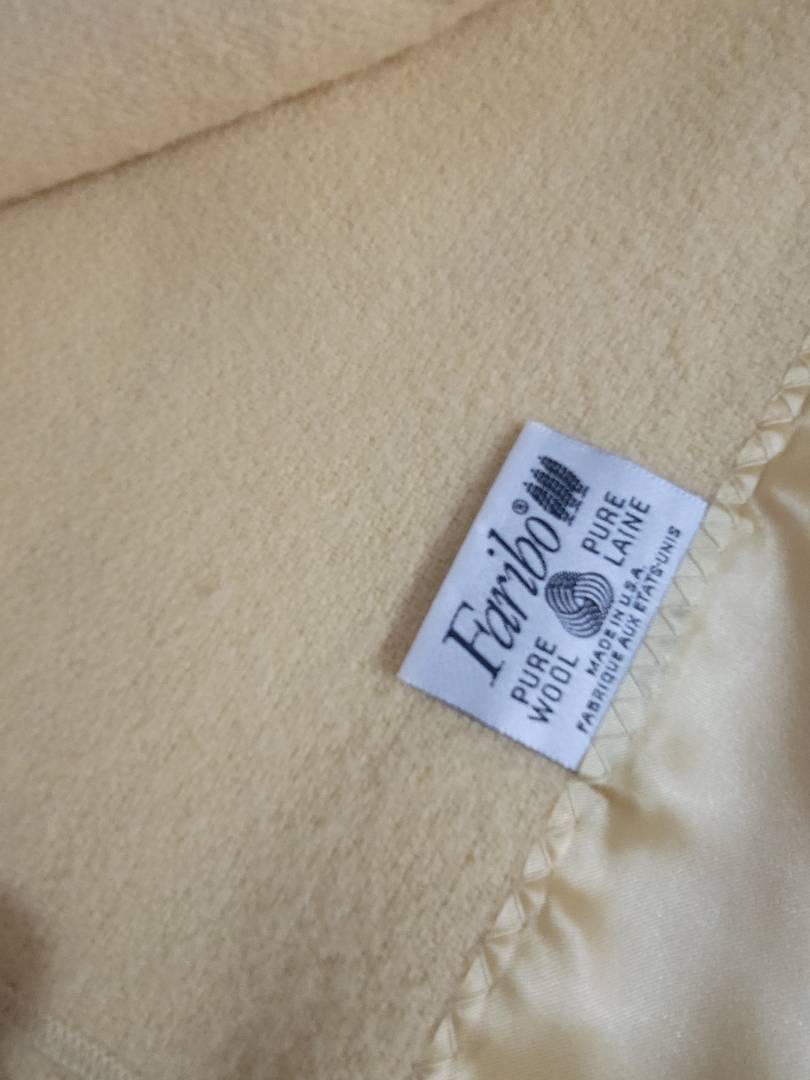 Faribo®
PURE WOOL
PURE LAINE
MADE IN U.S.A.
FABRIQUE AUX ETATS-UNIS